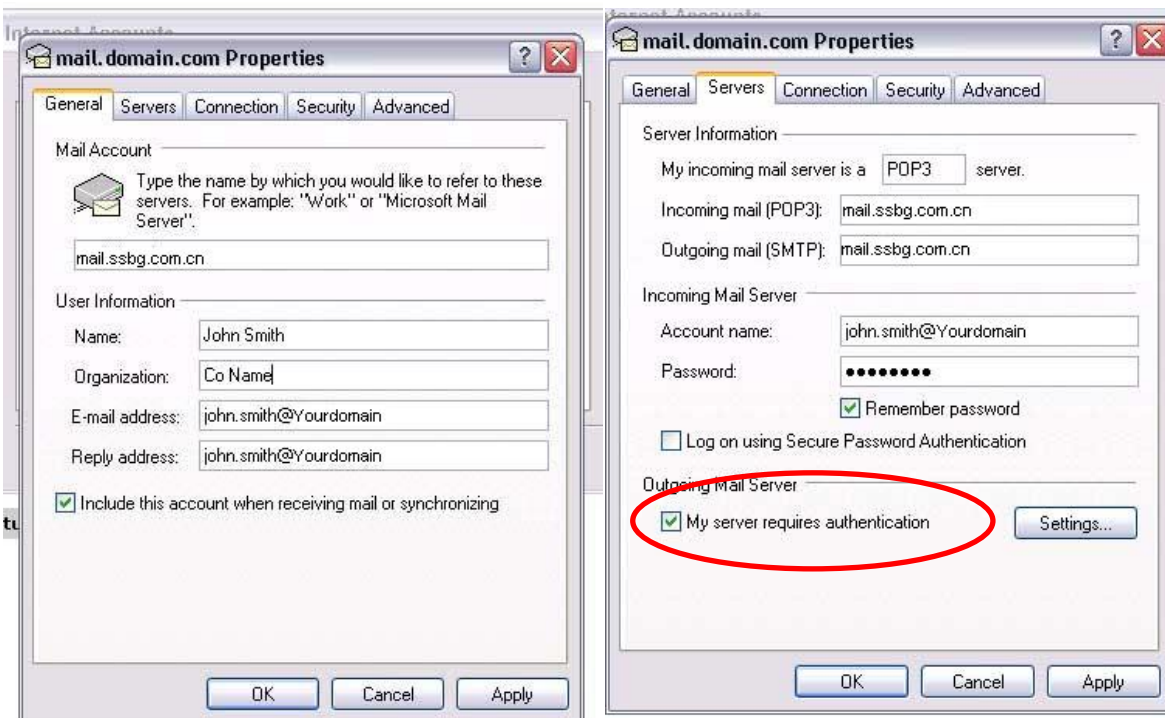 Internet Accounts
mail.domain.com Properties
General Servers Connection Security Advanced
Mail Account
Type the name by which you would like to refer to these
servers. For example: "Work" or "Microsoft Mail
Server".
mail.ssbg.com.cn
User Information
Name: John Smith
Organization: Co Name
E-mail address: john.smith@Yourdomain
Reply address: john.smith@Yourdomain
Include this account when receiving mail or synchronizing
tu
OK Cancel Apply
Internet Accounts
mail.domain.com Properties
General Servers Connection Security Advanced
Server Information
My incoming mail server is a POP3 server.
Incoming mail (POP3): mail.ssbg.com.cn
Outgoing mail (SMTP): mail.ssbg.com.cn
Incoming Mail Server
Account name: john.smith@Yourdomain
Password: ●●●●●●●●
Remember password
Log on using Secure Password Authentication
Outgoing Mail Server
My server requires authentication Settings...
OK Cancel Apply